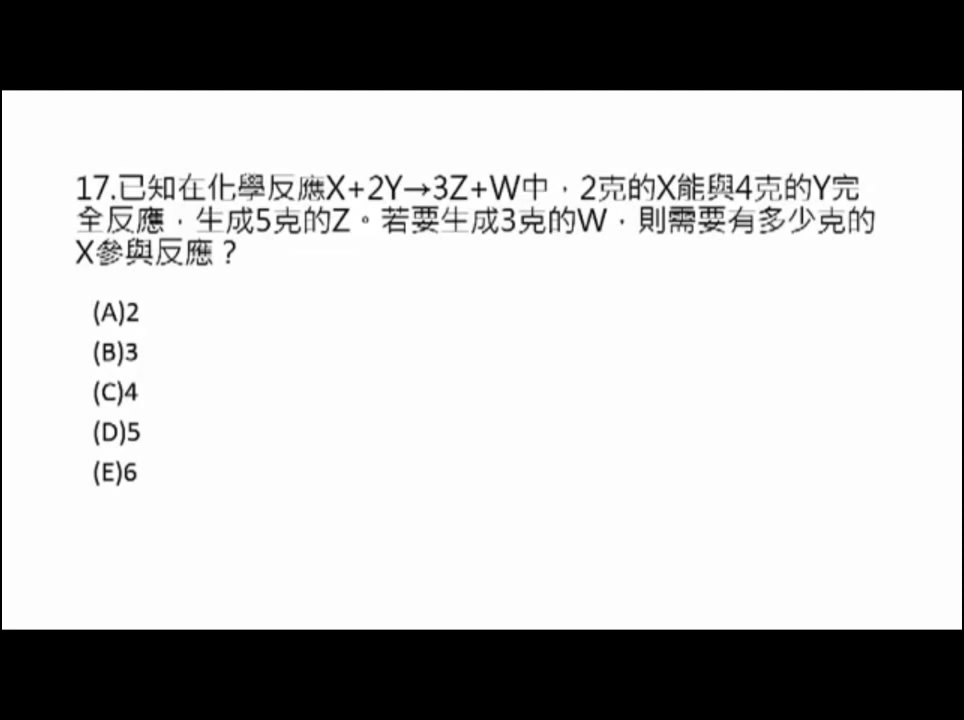 17.已知在化學反應X+2Y→3Z+W中，2克的X能與4克的Y完
全反應，生成5克的Z。若要生成3克的W，則需要有多少克的
X參與反應？
(A)2
(B)3
(C)4
(D)5
(E)6